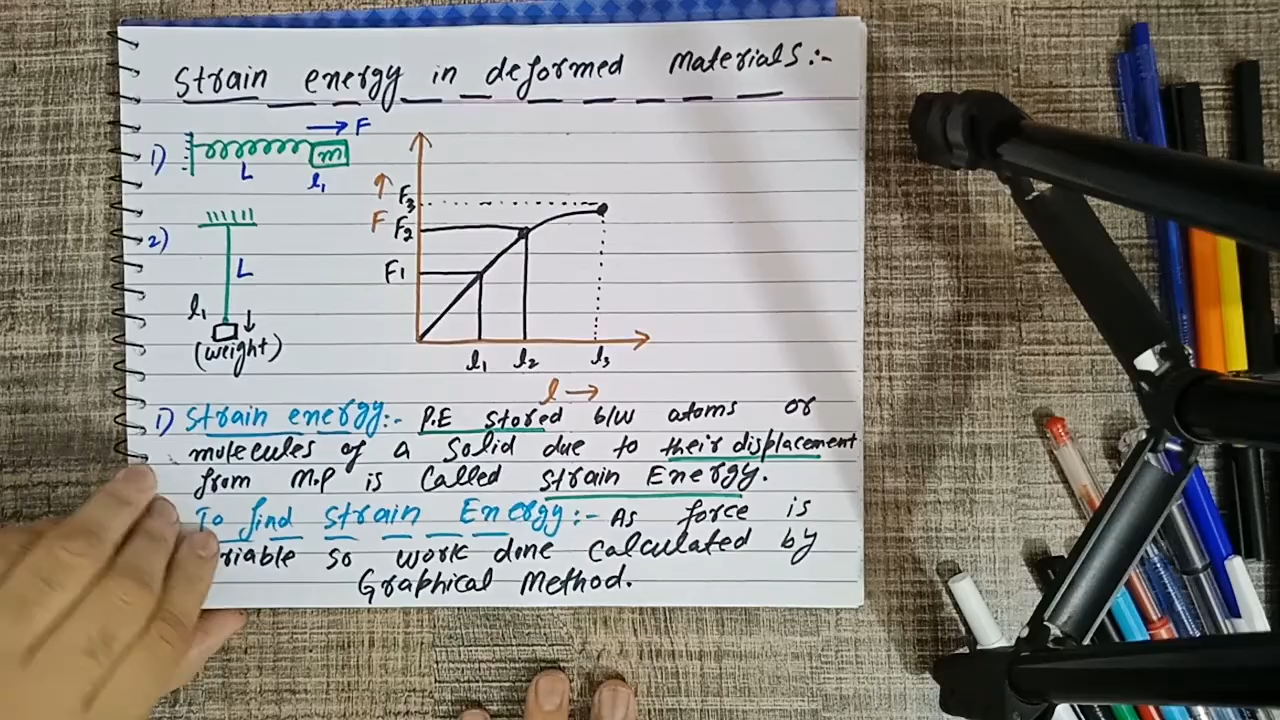 Strain energy in deformed Materials:-
1)
F
m
L
l₁
2)
L
l₁
(weight)
F
F₃
F₂
F1
l₁ l₂ l₃
l
1) Strain energy:- P.E stored b/w atoms or
molecules of a solid due to their displacement
from M.P is called Strain Energy.
To find Strain Energy:- As force is
riable so work done calculated by
Graphical Method.